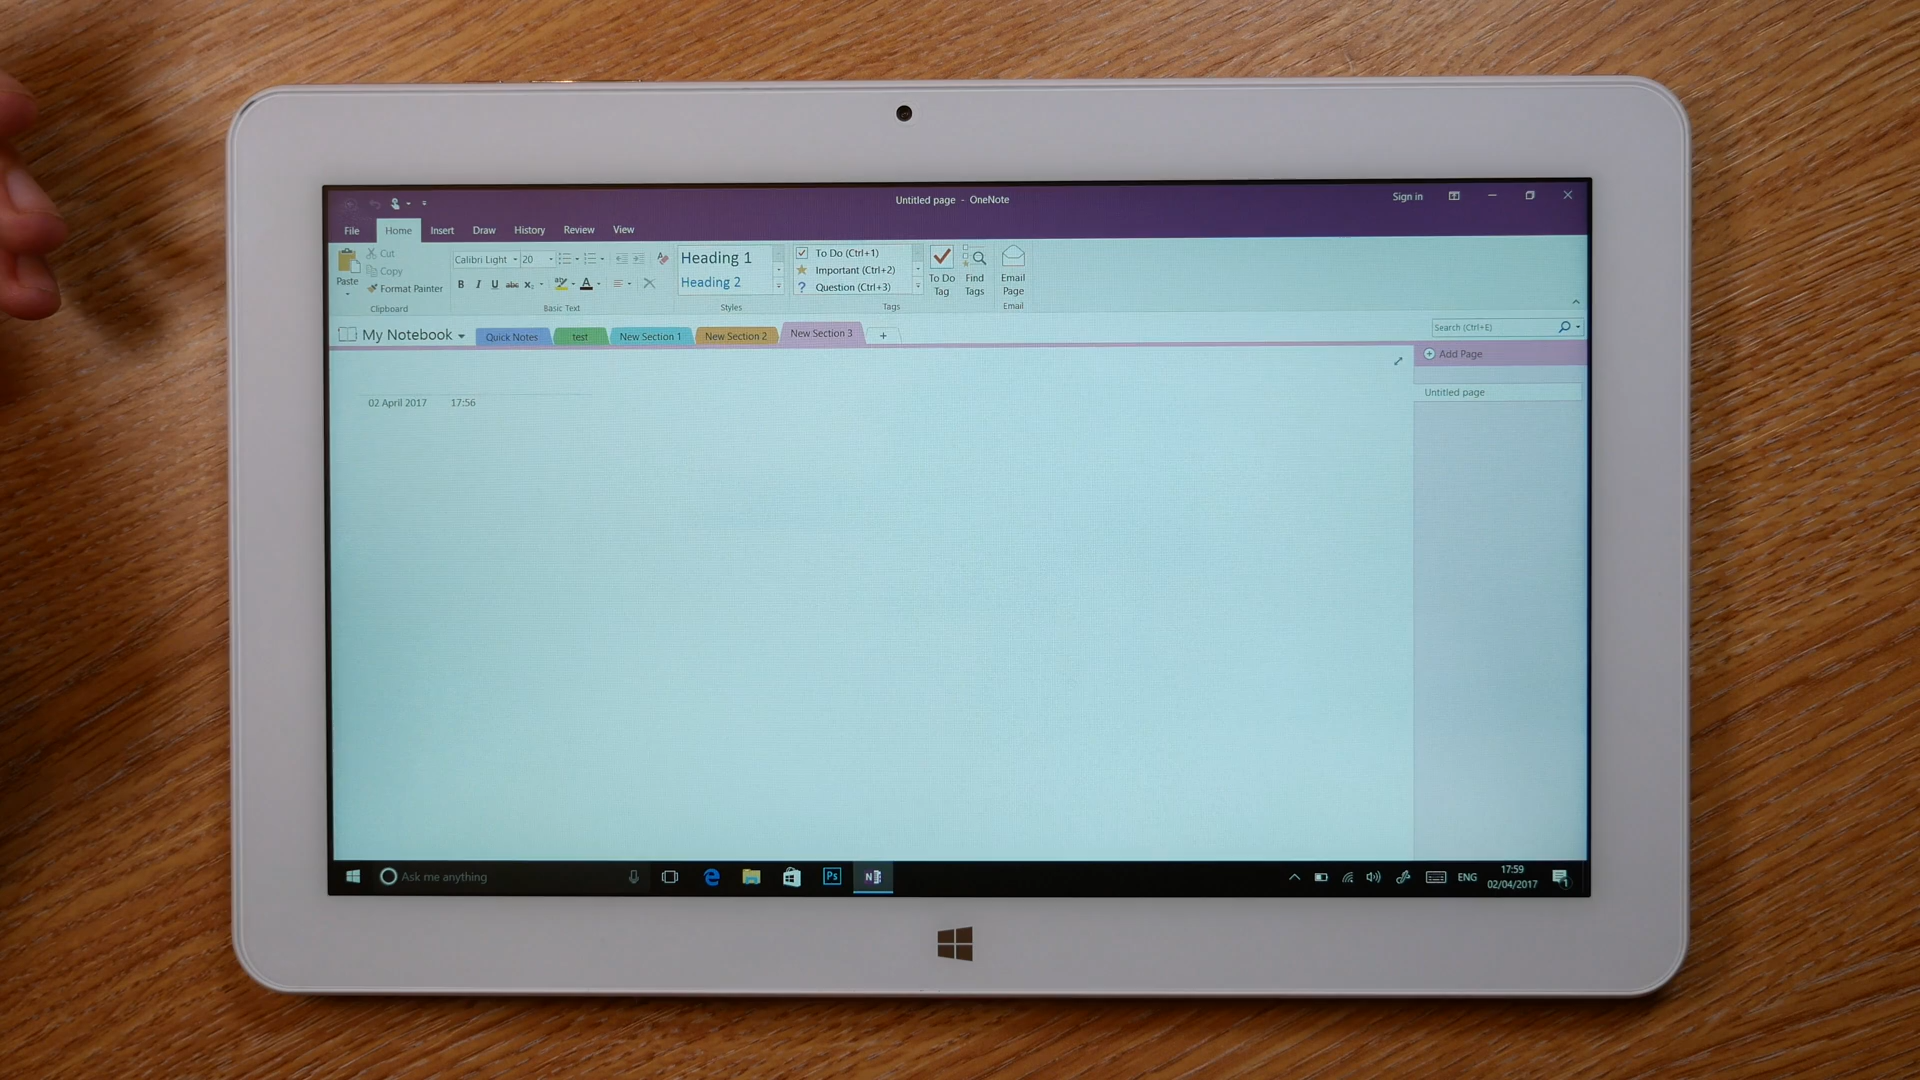 Untitled page - OneNote
Sign in
File Home Insert Draw History Review View
Paste
Cut
Copy
Format Painter
Clipboard
Calibri Light 20
B I U abc X₂ A
Basic Text
Heading 1
Heading 2
Styles
To Do (Ctrl+1)
Important (Ctrl+2)
? Question (Ctrl+3)
Tags
To Do Tag
Find Tags
Email Page
Email
My Notebook Quick Notes test New Section 1 New Section 2 New Section 3 +
Search (Ctrl+E)
Add Page
Untitled page
02 April 2017 17:56
Ask me anything
Ps
N
ENG
17:59
02/04/2017
1